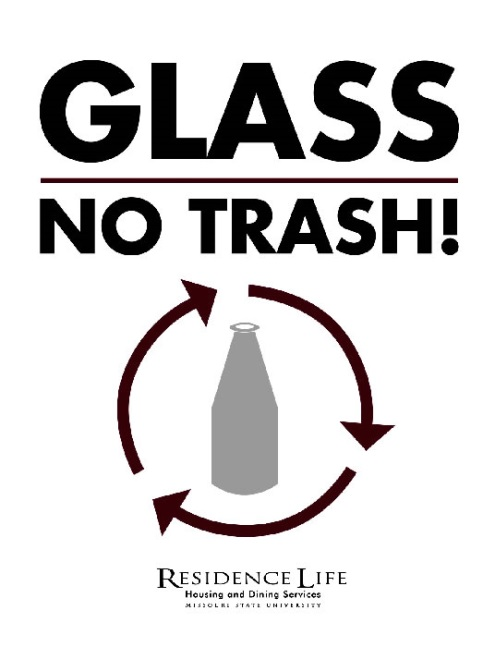 GLASS
NO TRASH!
RESIDENCE LIFE
Housing and Dining Services
MISSOURI STATE UNIVERSITY